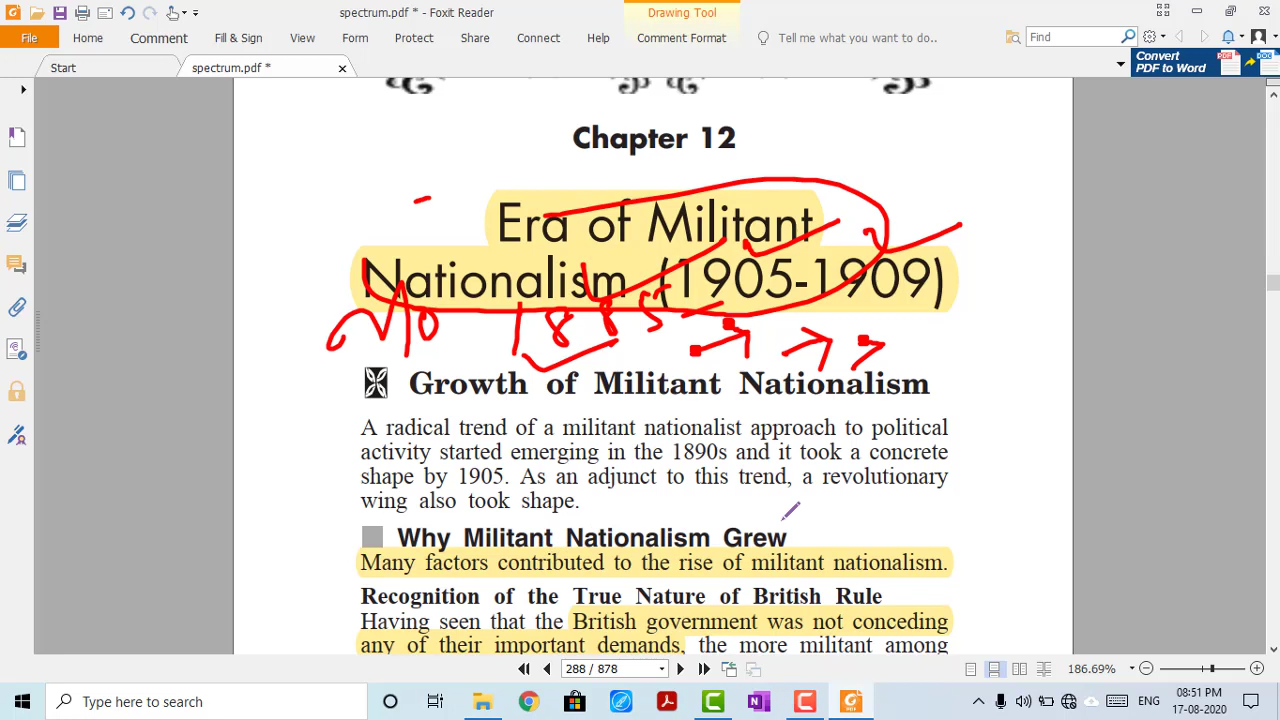 spectrum.pdf * - Foxit Reader
Drawing Tool
File Home Comment Fill & Sign View Form Protect Share Connect Help Comment Format Tell me what you want to do.. Find
Start spectrum.pdf *
Convert
PDF to Word
Chapter 12
Era of Militant
Nationalism (1905-1909)
1885
Growth of Militant Nationalism
A radical trend of a militant nationalist approach to political
activity started emerging in the 1890s and it took a concrete
shape by 1905. As an adjunct to this trend, a revolutionary
wing also took shape.
Why Militant Nationalism Grew
Many factors contributed to the rise of militant nationalism.
Recognition of the True Nature of British Rule
Having seen that the British government was not conceding
any of their important demands, the more militant among
288 / 878
186.69%
Type here to search
ENG
08:51 PM
17-08-2020